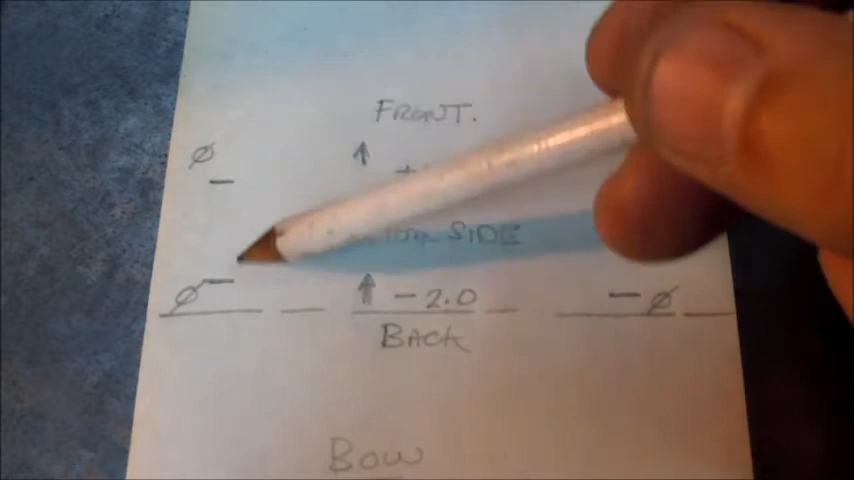 FRONT.
Ø
SIDE
Ø - 2.0 - Ø
BACK
BOW